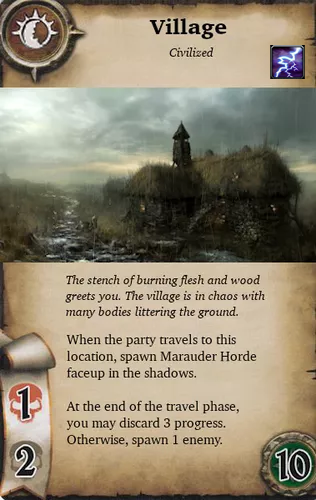 Village
Civilized
The stench of burning flesh and wood
greets you. The village is in chaos with
many bodies littering the ground.
When the party travels to this
location, spawn Marauder Horde
faceup in the shadows.
At the end of the travel phase,
you may discard 3 progress.
Otherwise, spawn 1 enemy.
1
2
10